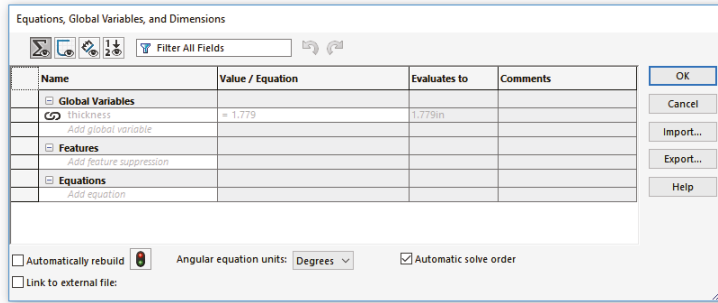 Equations, Global Variables, and Dimensions
Filter All Fields
Name Value / Equation Evaluates to Comments
Global Variables
thickness = 1.779 1.779in
Add global variable
Features
Add feature suppression
Equations
Add equation
OK
Cancel
Import...
Export...
Help
Automatically rebuild Angular equation units: Degrees Automatic solve order
Link to external file: